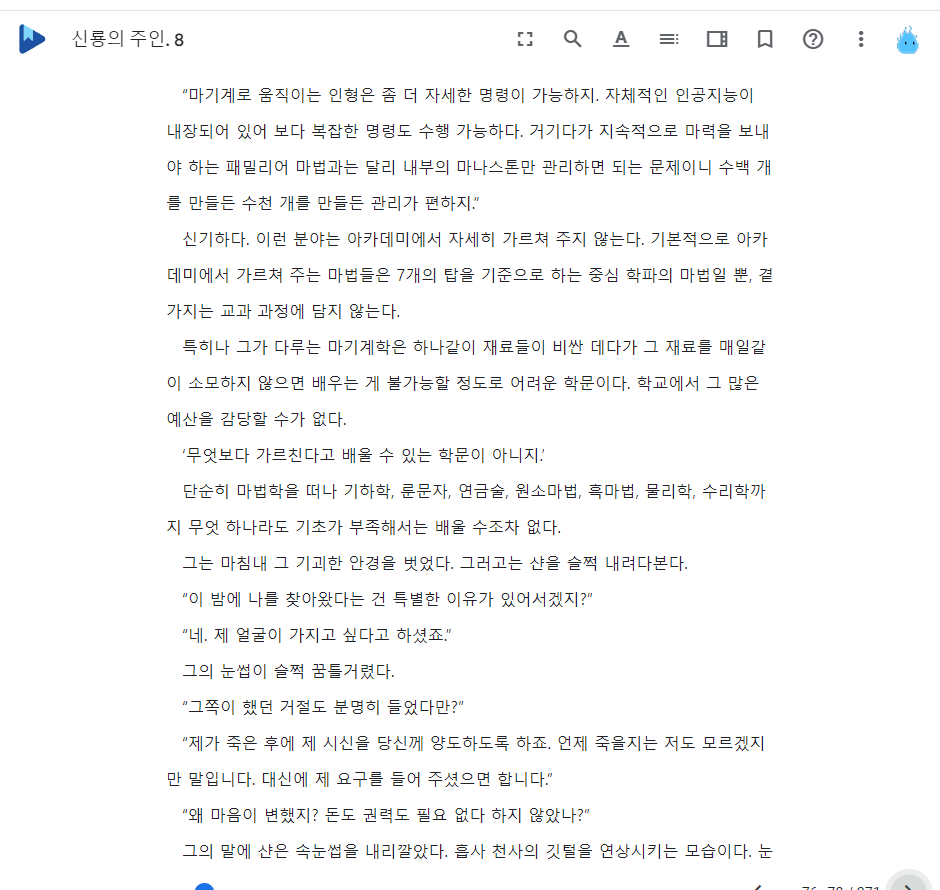 신룡의 주인. 8
“마기계로 움직이는 인형은 좀 더 자세한 명령이 가능하지. 자체적인 인공지능이
내장되어 있어 보다 복잡한 명령도 수행 가능하다. 거기다가 지속적으로 마력을 보내
야 하는 패밀리어 마법과는 달리 내부의 마나스톤만 관리하면 되는 문제이니 수백 개
를 만들든 수천 개를 만들든 관리가 편하지.”
신기하다. 이런 분야는 아카데미에서 자세히 가르쳐 주지 않는다. 기본적으로 아카
데미에서 가르쳐 주는 마법들은 7개의 탑을 기준으로 하는 중심 학파의 마법일 뿐, 곁
가지는 교과 과정에 담지 않는다.
특히나 그가 다루는 마기계학은 하나같이 재료들이 비싼 데다가 그 재료를 매일같
이 소모하지 않으면 배우는 게 불가능할 정도로 어려운 학문이다. 학교에서 그 많은
예산을 감당할 수가 없다.
‘무엇보다 가르친다고 배울 수 있는 학문이 아니지.’
단순히 마법학을 떠나 기하학, 룬문자, 연금술, 원소마법, 흑마법, 물리학, 수리학까
지 무엇 하나라도 기초가 부족해서는 배울 수조차 없다.
그는 마침내 그 기괴한 안경을 벗었다. 그러고는 샨을 슬쩍 내려다본다.
“이 밤에 나를 찾아왔다는 건 특별한 이유가 있어서겠지?”
“네. 제 얼굴이 가지고 싶다고 하셨죠.”
그의 눈썹이 슬쩍 꿈틀거렸다.
“그쪽이 했던 거절도 분명히 들었다만?”
“제가 죽은 후에 제 시신을 당신께 양도하도록 하죠. 언제 죽을지는 저도 모르겠지
만 말입니다. 대신에 제 요구를 들어 주셨으면 합니다.”
“왜 마음이 변했지? 돈도 권력도 필요 없다 하지 않았나?”
그의 말에 샨은 속눈썹을 내리깔았다. 흡사 천사의 깃털을 연상시키는 모습이다. 눈